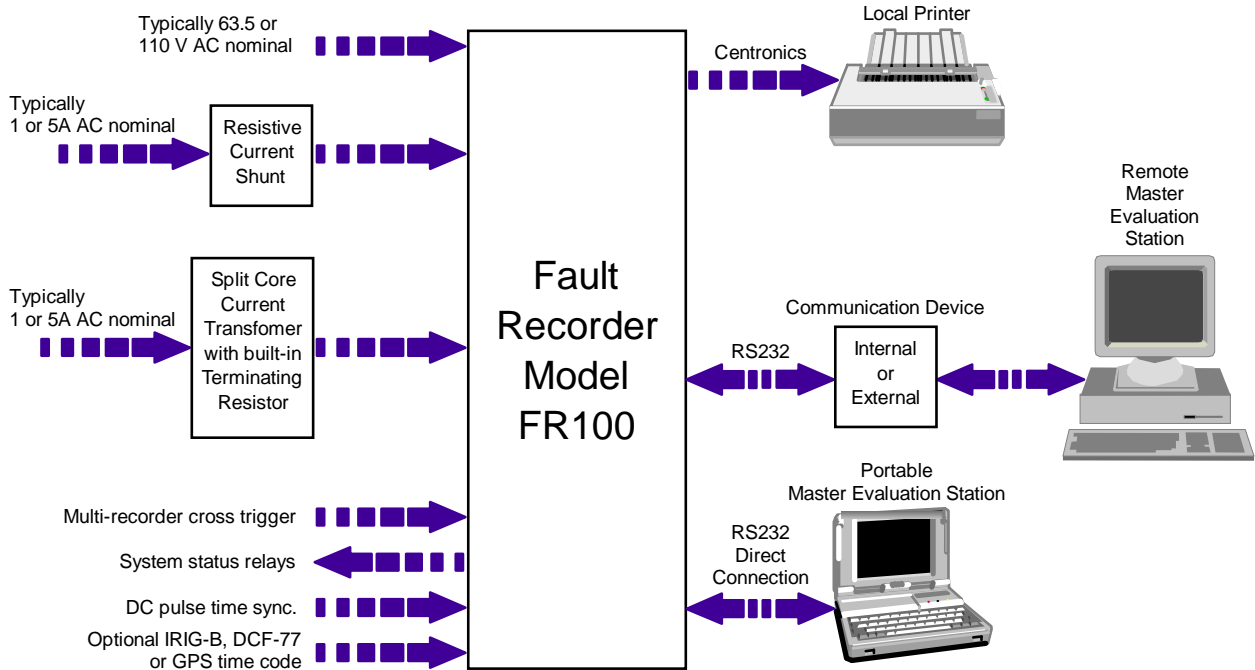 Typically 63.5 or
110 V AC nominal
Typically
1 or 5A AC nominal
Resistive
Current
Shunt
Typically
1 or 5A AC nominal
Split Core
Current
Transfomer
with built-in
Terminating
Resistor
Multi-recorder cross trigger
System status relays
DC pulse time sync.
Optional IRIG-B, DCF-77
or GPS time code
Fault
Recorder
Model
FR100
Local Printer
Centronics
Remote
Master
Evaluation
Station
Communication Device
RS232
Internal
or
External
Portable
Master Evaluation Station
RS232
Direct
Connection